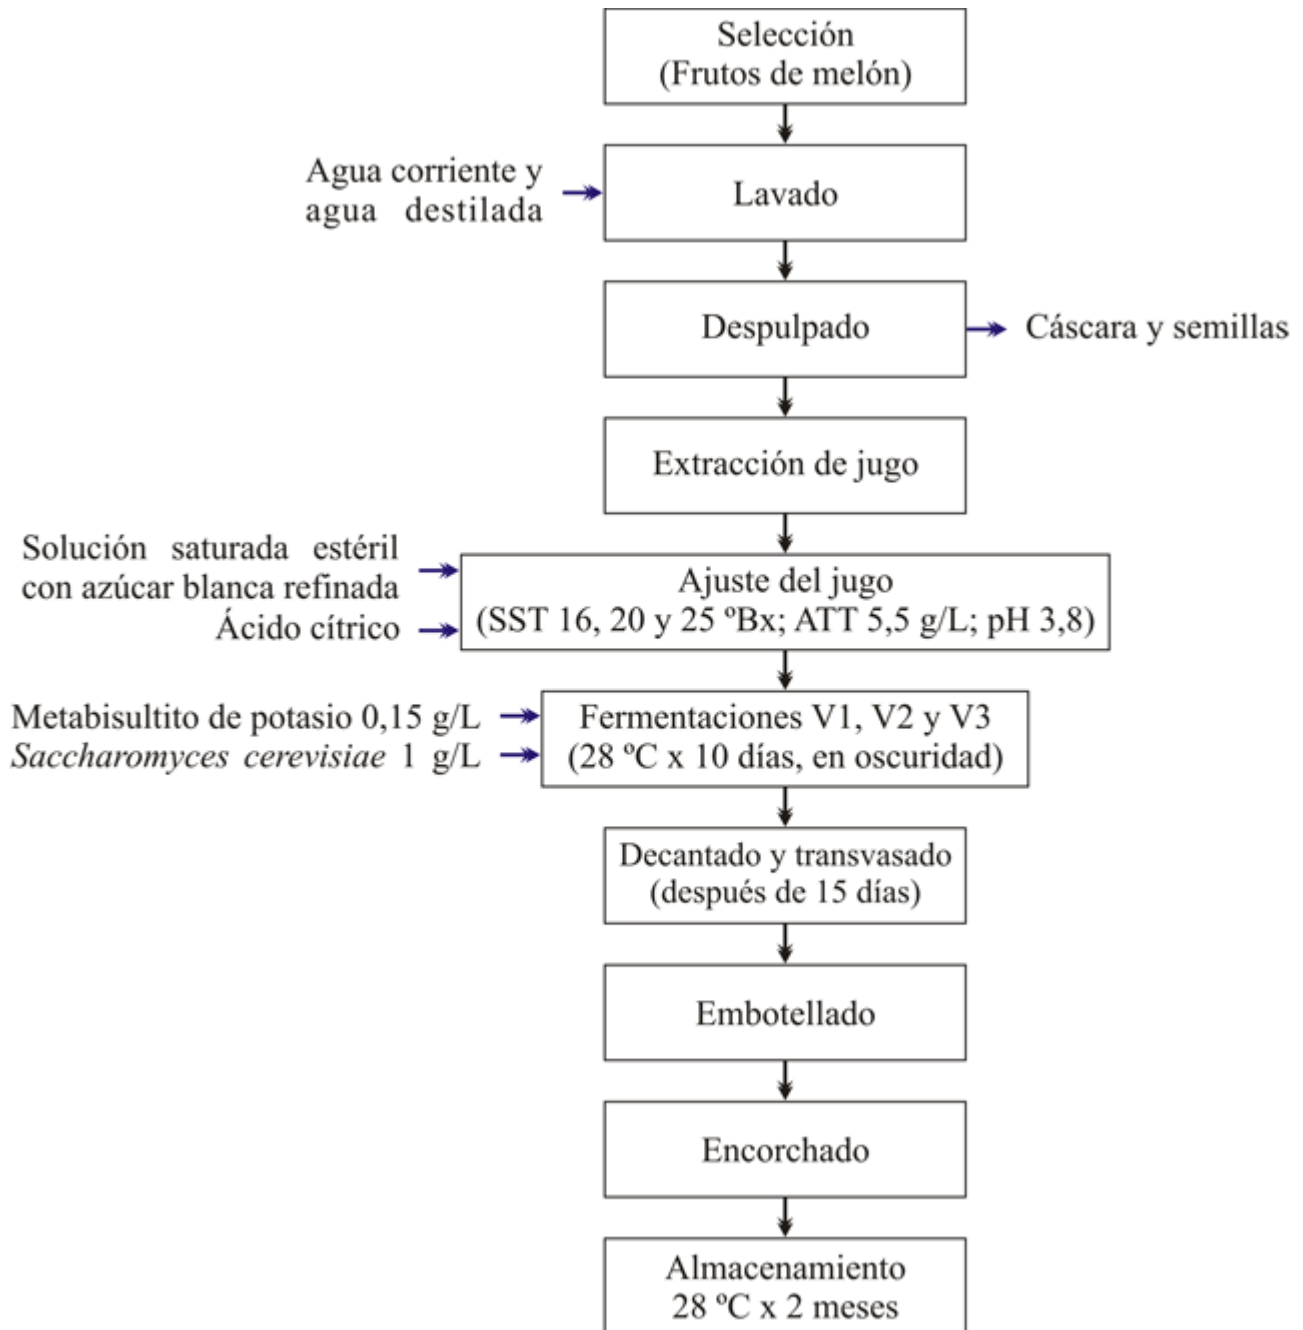 Selección
(Frutos de melón)
Agua corriente y
agua destilada
Lavado
Despulpado
Cáscara y semillas
Extracción de jugo
Solución saturada estéril
con azúcar blanca refinada
Ácido cítrico
Ajuste del jugo
(SST 16, 20 y 25 ºBx; ATT 5,5 g/L; pH 3,8)
Metabisultito de potasio 0,15 g/L
Saccharomyces cerevisiae 1 g/L
Fermentaciones V1, V2 y V3
(28 ºC x 10 días, en oscuridad)
Decantado y transvasado
(después de 15 días)
Embotellado
Encorchado
Almacenamiento
28 ºC x 2 meses